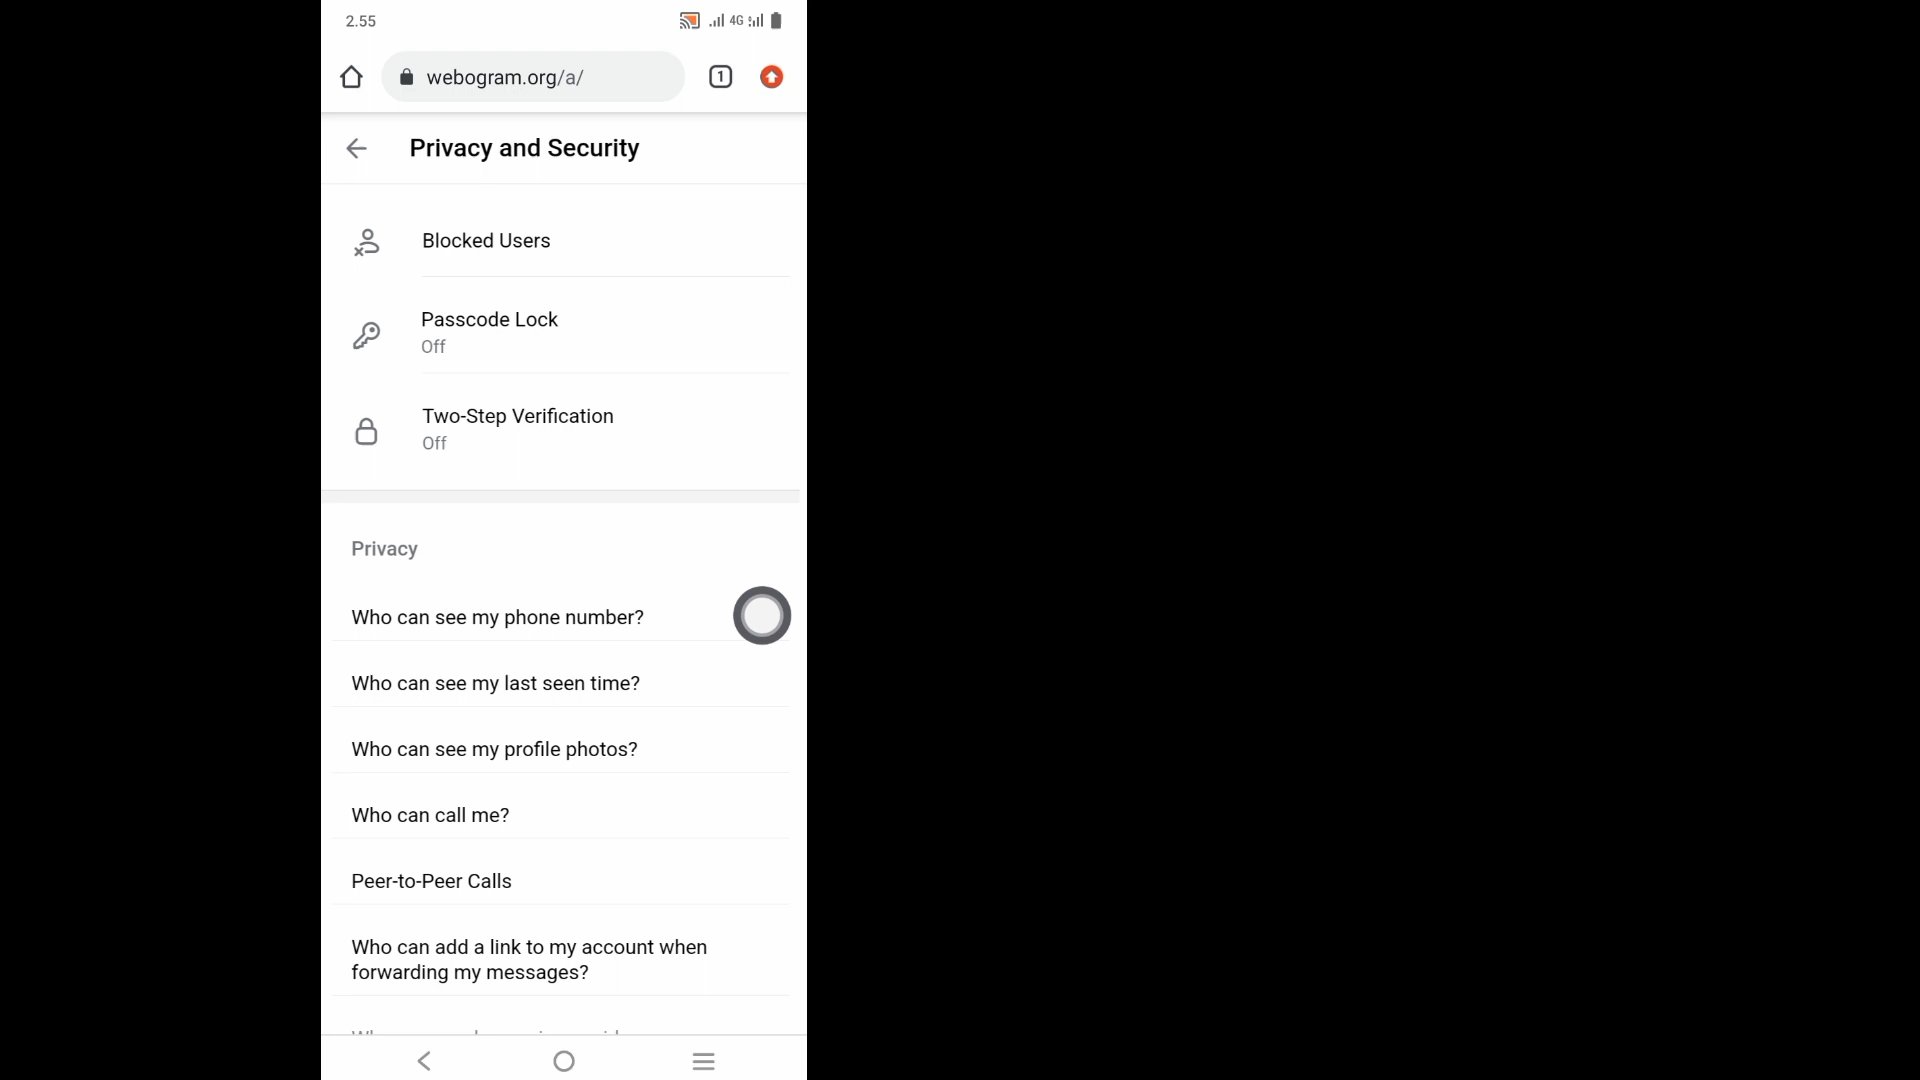 2.55
4G
webogram.org/a/
1
Privacy and Security
Blocked Users
Passcode Lock
Off
Two-Step Verification
Off
Privacy
Who can see my phone number?
Who can see my last seen time?
Who can see my profile photos?
Who can call me?
Peer-to-Peer Calls
Who can add a link to my account when
forwarding my messages?